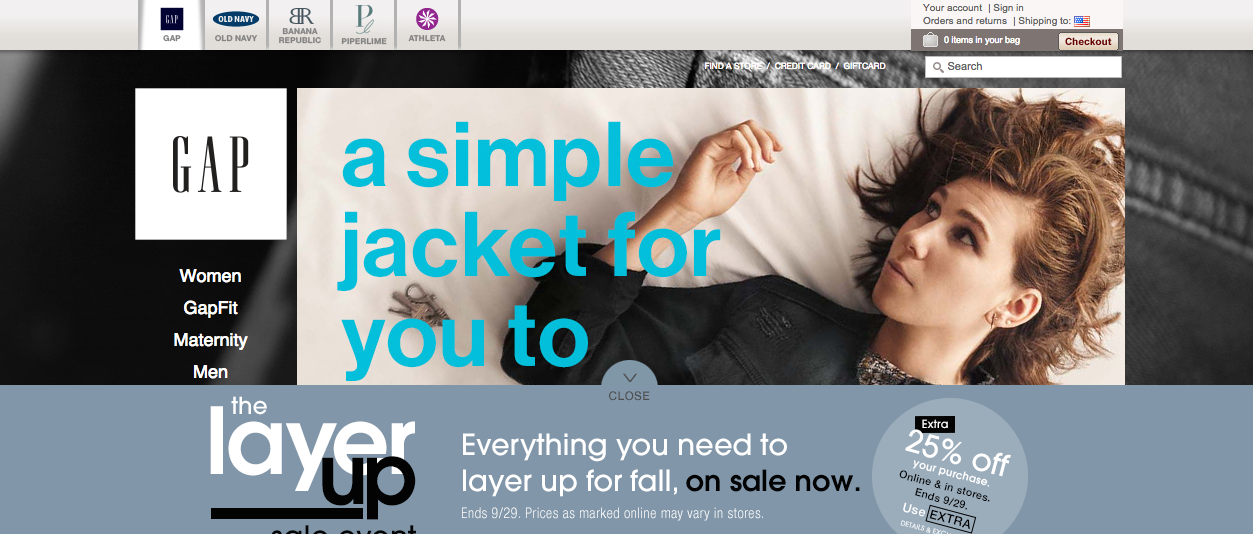 GAP
GAP
OLD NAVY
OLD NAVY
BR
BANANA
REPUBLIC
P
PIPERLIME
ATHLETA
Your account | Sign in
Orders and returns | Shipping to:
0 items in your bag
Checkout
FIND A STORE / CREDIT CARD / GIFTCARD
Search
GAP
Women
GapFit
Maternity
Men
a simple
jacket for
you to
CLOSE
the
layer
up
sale event
Everything you need to
layer up for fall, on sale now.
Ends 9/29. Prices as marked online may vary in stores.
Extra
25% off
your purchase.
Online & in stores.
Ends 9/29.
Use EXTRA
DETAILS &